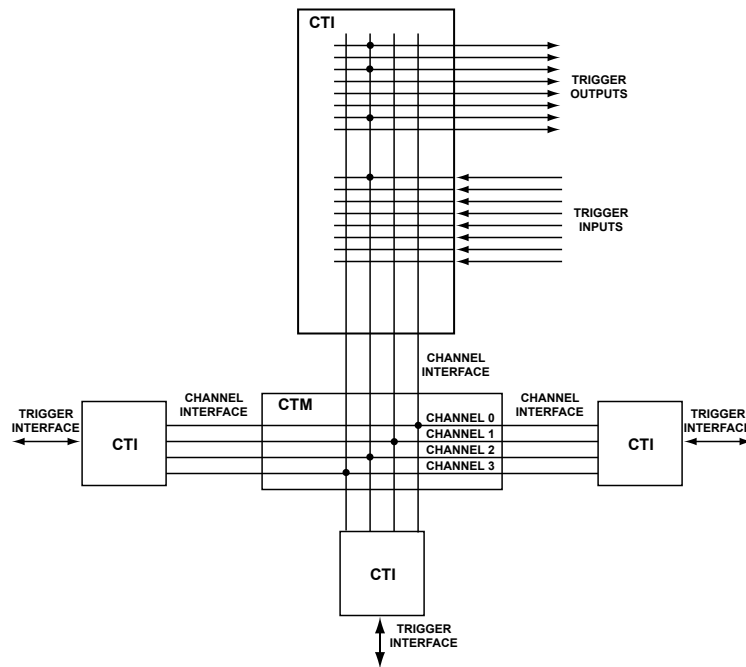 CTI
TRIGGER
OUTPUTS
TRIGGER
INPUTS
CHANNEL
INTERFACE
CHANNEL
INTERFACE
CTM
CHANNEL
INTERFACE
TRIGGER
INTERFACE
CTI
CHANNEL 0
CHANNEL 1
CHANNEL 2
CHANNEL 3
CTI
TRIGGER
INTERFACE
CTI
TRIGGER
INTERFACE